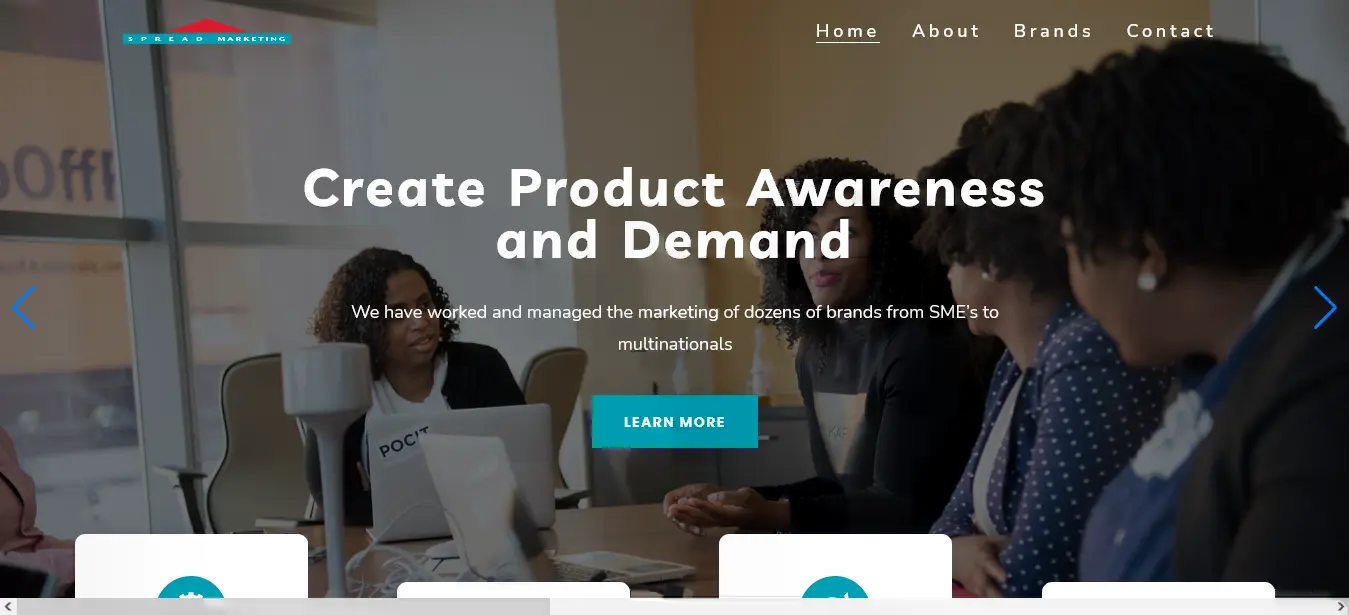 SPREAD MARKETING
Home About Brands Contact
Create Product Awareness
and Demand
We have worked and managed the marketing of dozens of brands from SME's to
multinationals
LEARN MORE
POCIT